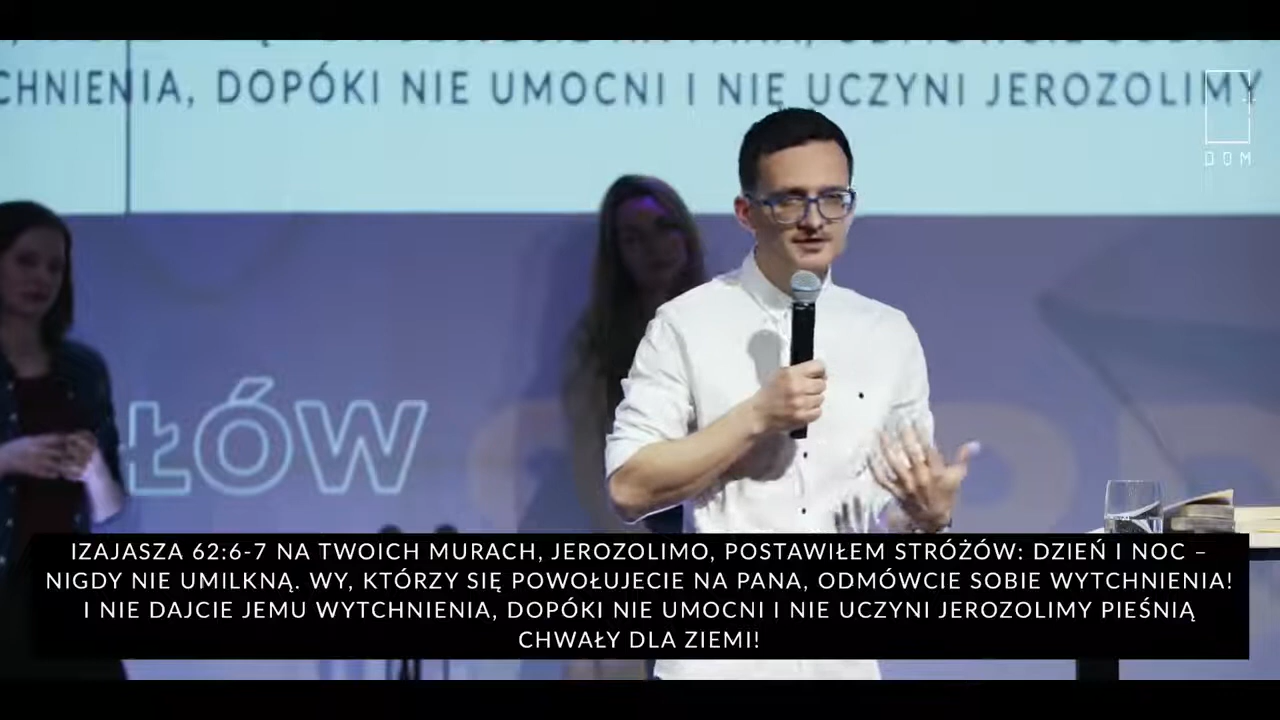 CHNIENIA, DOPÓKI NIE UMOCNI I NIE UCZYNI JEROZOLIMY
DOM
ŁÓW
IZAJASZA 62:6-7 NA TWOICH MURACH, JEROZOLIMO, POSTAWIŁEM STRÓŻÓW: DZIEŃ I NOC –
NIGDY NIE UMILKNĄ. WY, KTÓRZY SIĘ POWOŁUJECIE NA PANA, ODMÓWCIE SOBIE WYTCHNIENIA!
I NIE DAJCIE JEMU WYTCHNIENIA, DOPÓKI NIE UMOCNI I NIE UCZYNI JEROZOLIMY PIEŚNIĄ
CHWAŁY DLA ZIEMI!